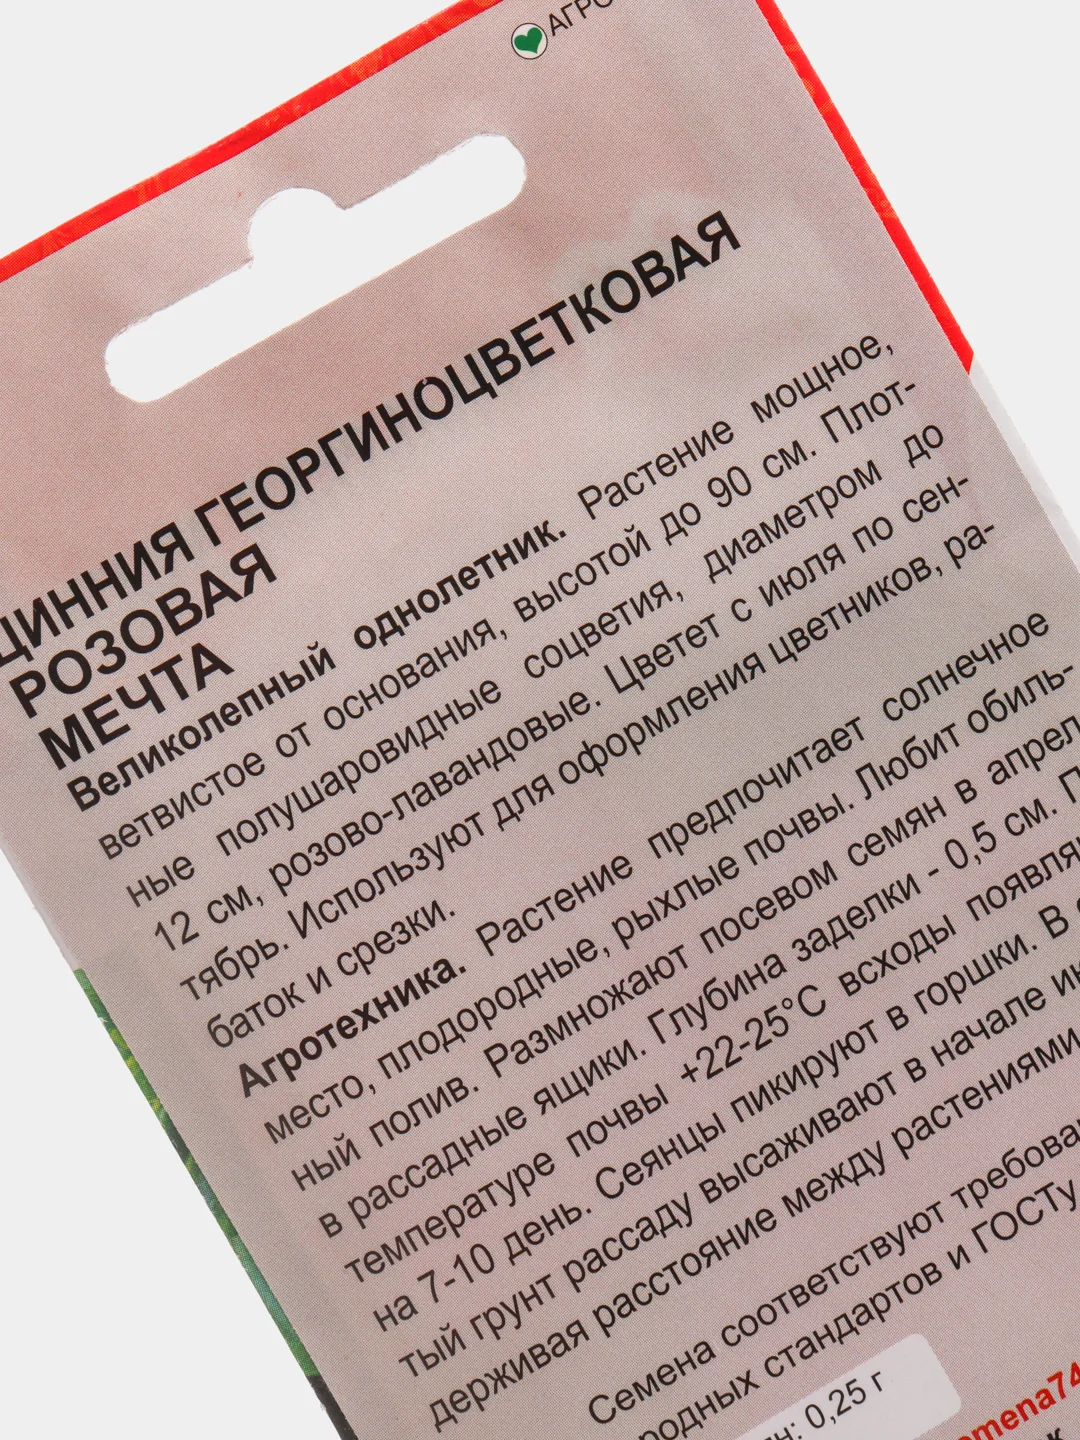 АГРО
ЦИННИЯ ГЕОРГИНОЦВЕТКОВАЯ
РОЗОВАЯ
МЕЧТА
Великолепный однолетник. Растение мощное,
ветвистое от основания, высотой до 90 см. Плот-
ные полушаровидные соцветия, диаметром до
12 см, розово-лавандовые. Цветет с июля по сен-
тябрь. Используют для оформления цветников, ра-
баток и срезки.
Агротехника. Растение предпочитает солнечное
место, плодородные, рыхлые почвы. Любит обиль-
ный полив. Размножают посевом семян в апрел
в рассадные ящики. Глубина заделки - 0,5 см. П
температуре почвы +22-25°С всходы появля
на 7-10 день. Сеянцы пикируют в горшки. В
тый грунт рассаду высаживают в начале ию
держивая расстояние между растениями
Семена соответствуют требова
родных стандартов и ГОСТу
0,25 г
omena74